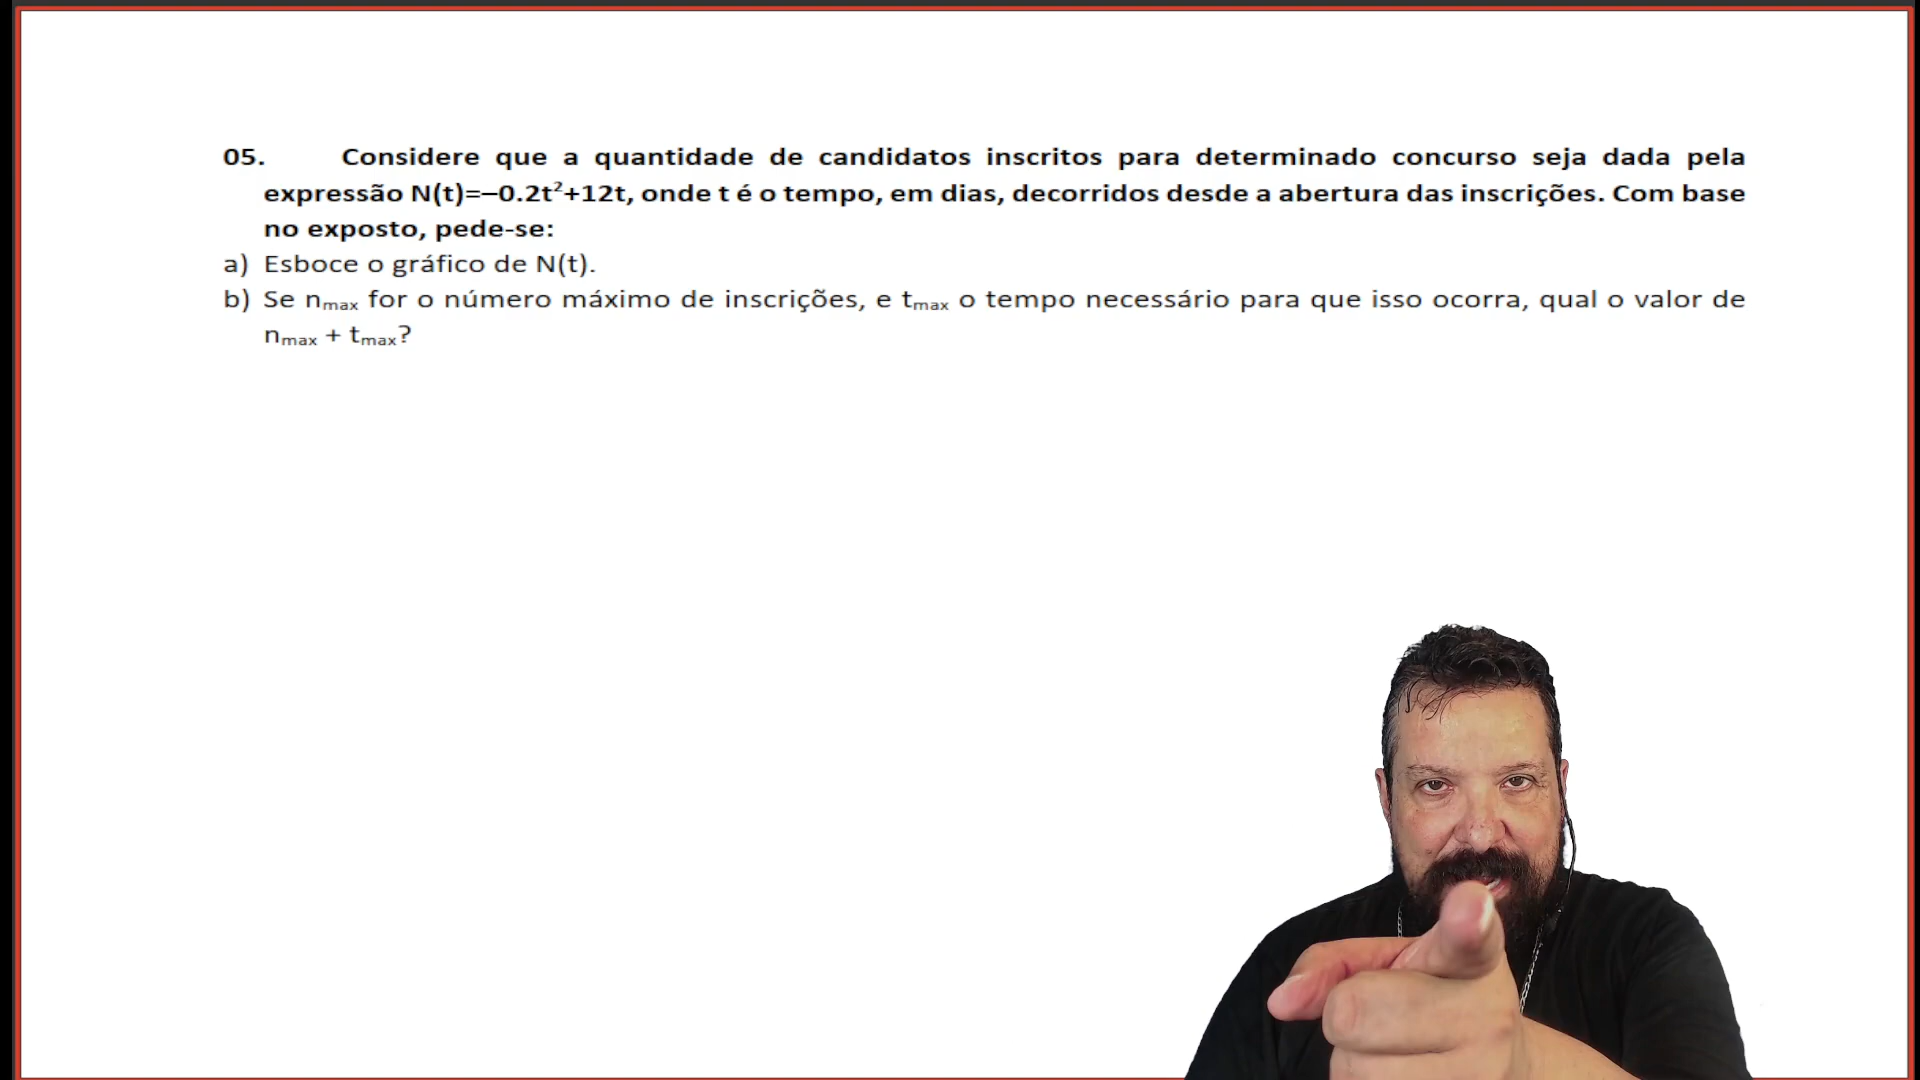 05. Considere que a quantidade de candidatos inscritos para determinado concurso seja dada pela
expressão N(t)=–0.2t²+12t, onde t é o tempo, em dias, decorridos desde a abertura das inscrições. Com base
no exposto, pede-se:
a) Esboce o gráfico de N(t).
b) Se nₘₐₓ for o número máximo de inscrições, e tₘₐₓ o tempo necessário para que isso ocorra, qual o valor de
nₘₐₓ + tₘₐₓ?